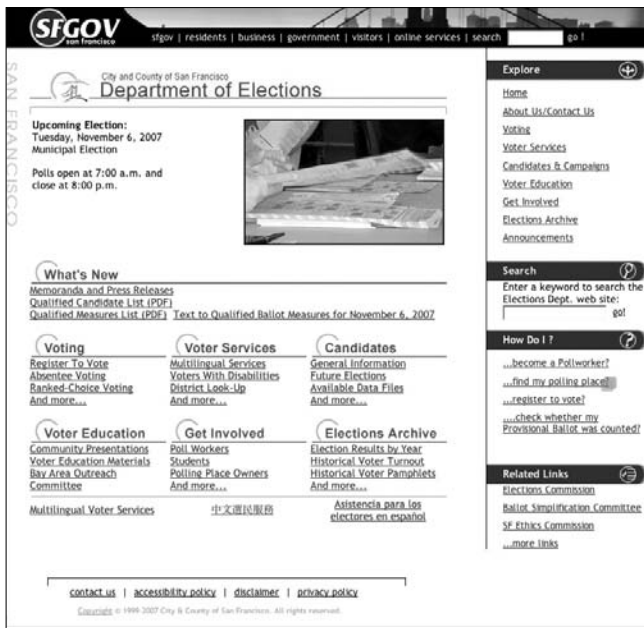 SFGOV
san francisco
sfgov | residents | business | government | visitors | online services | search go !
SAN FRANCISCO
City and County of San Francisco
Department of Elections
Upcoming Election:
Tuesday, November 6, 2007
Municipal Election
Polls open at 7:00 a.m. and
close at 8:00 p.m.
What's New
Memoranda and Press Releases
Qualified Candidate List (PDF)
Qualified Measures List (PDF) Text to Qualified Ballot Measures for November 6, 2007
Voting
Register To Vote
Absentee Voting
Ranked-Choice Voting
And more...
Voter Services
Multilingual Services
Voters With Disabilities
District Look-Up
And more...
Candidates
General Information
Future Elections
Available Data Files
And more...
Voter Education
Community Presentations
Voter Education Materials
Bay Area Outreach
Committee
Get Involved
Poll Workers
Students
Polling Place Owners
And more...
Elections Archive
Election Results by Year
Historical Voter Turnout
Historical Voter Pamphlets
And more...
Multilingual Voter Services
中文選民服務
Asistencia para los
electores en español
Explore
Home
About Us/Contact Us
Voting
Voter Services
Candidates & Campaigns
Voter Education
Get Involved
Elections Archive
Announcements
Search
Enter a keyword to search the
Elections Dept. web site:
go!
How Do I ?
...become a Pollworker?
...find my polling place?
...register to vote?
....check whether my
Provisional Ballot was counted?
Related Links
Elections Commission
Ballot Simplification Committee
SF Ethics Commission
...more links
contact us | accessibility policy | disclaimer | privacy policy
Copyright © 1999-2007 City & County of San Francisco. All rights reserved.